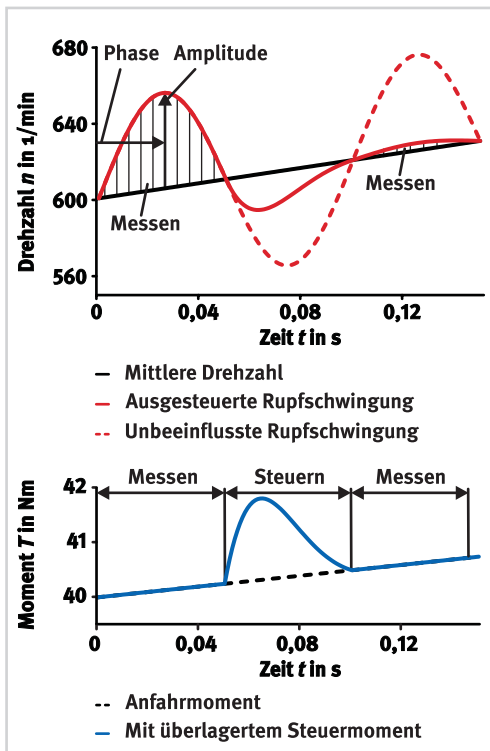 680
Phase
Amplitude
640
600
Messen
Messen
560
Drehzahl n in 1/min
0
0,04
0,08
0,12
Zeit t in s
Mittlere Drehzahl
Ausgesteuerte Rupfschwingung
Unbeeinflusste Rupfschwingung
Messen
Steuern
Messen
42
41
40
Moment T in Nm
0
0,04
0,08
0,12
Zeit t in s
Anfahrmoment
Mit überlagertem Steuermoment